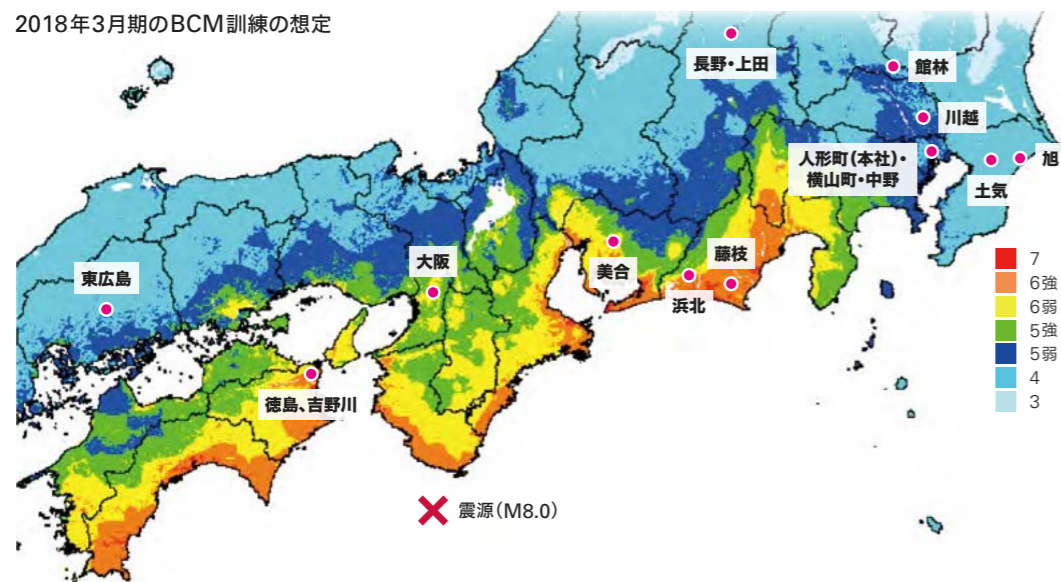 2018年3月期のBCM訓練の想定
長野・上田
館林
川越
人形町(本社)・
横山町・中野
旭
土気
大阪
東広島
美合
藤枝
浜北
徳島、吉野川
震源(M8.0)
7
6強
6弱
5強
5弱
4
3